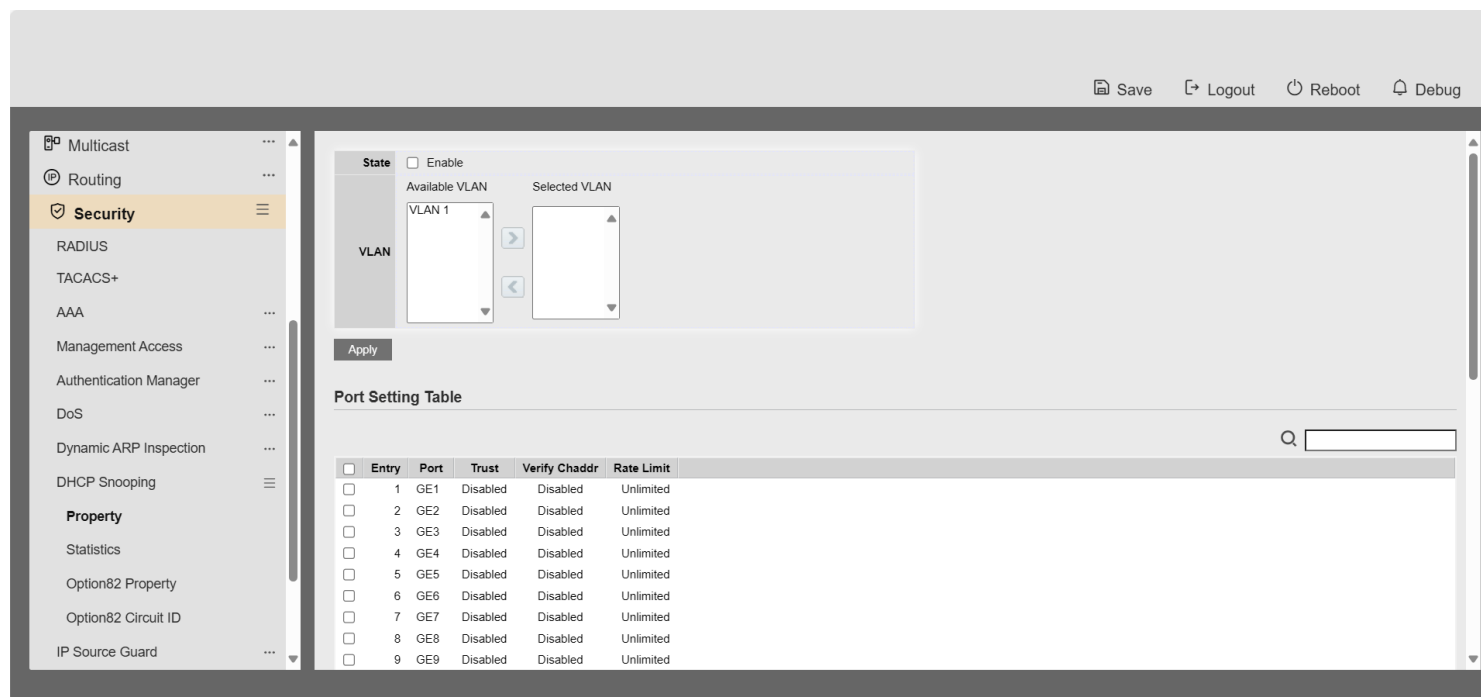 Save Logout Reboot Debug
Multicast ...
Routing ...
Security
RADIUS
TACACS+
AAA ...
Management Access ...
Authentication Manager ...
DoS ...
Dynamic ARP Inspection ...
DHCP Snooping
Property
Statistics
Option82 Property
Option82 Circuit ID
IP Source Guard ...
State Enable
Available VLAN Selected VLAN
VLAN 1
VLAN
Apply
Port Setting Table
Entry Port Trust Verify Chaddr Rate Limit
1 GE1 Disabled Disabled Unlimited
2 GE2 Disabled Disabled Unlimited
3 GE3 Disabled Disabled Unlimited
4 GE4 Disabled Disabled Unlimited
5 GE5 Disabled Disabled Unlimited
6 GE6 Disabled Disabled Unlimited
7 GE7 Disabled Disabled Unlimited
8 GE8 Disabled Disabled Unlimited
9 GE9 Disabled Disabled Unlimited